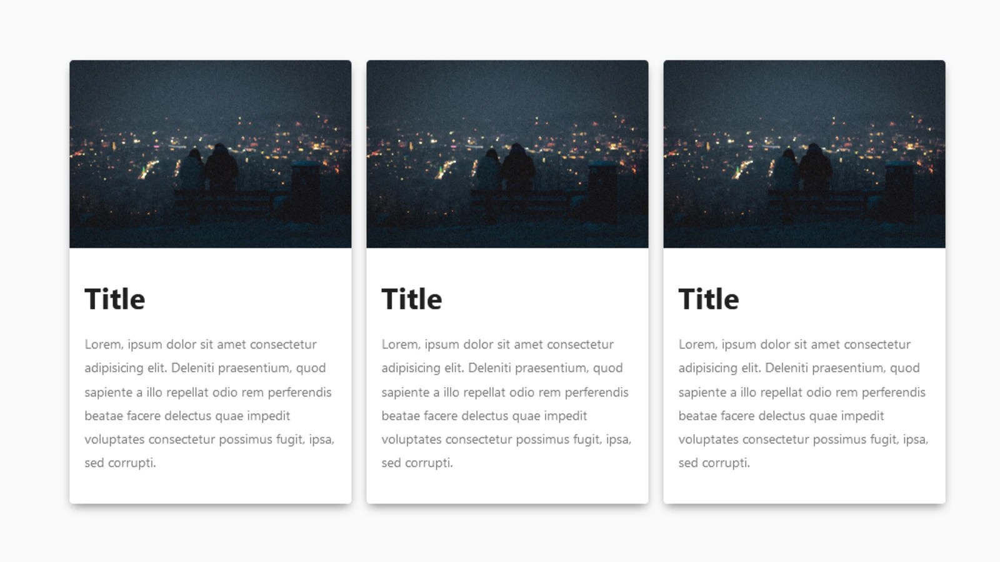 Title
Lorem, ipsum dolor sit amet consectetur
adipisicing elit. Deleniti praesentium, quod
sapiente a illo repellat odio rem perferendis
beatae facere delectus quae impedit
voluptates consectetur possimus fugit, ipsa,
sed corrupti.
Title
Lorem, ipsum dolor sit amet consectetur
adipisicing elit. Deleniti praesentium, quod
sapiente a illo repellat odio rem perferendis
beatae facere delectus quae impedit
voluptates consectetur possimus fugit, ipsa,
sed corrupti.
Title
Lorem, ipsum dolor sit amet consectetur
adipisicing elit. Deleniti praesentium, quod
sapiente a illo repellat odio rem perferendis
beatae facere delectus quae impedit
voluptates consectetur possimus fugit, ipsa,
sed corrupti.